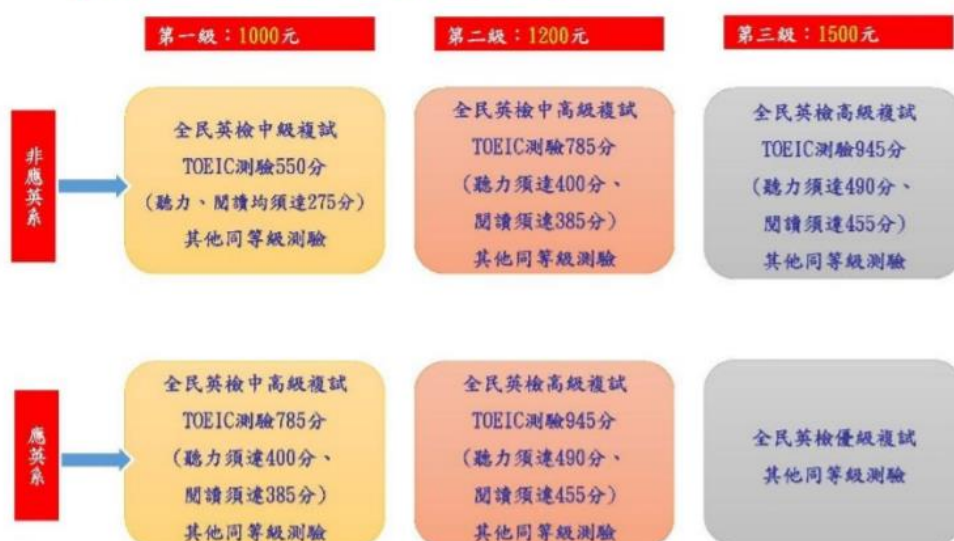 第一級：1000元
第二級：1200元
第三級：1500元
非應英系
全民英檢中級複試
TOEIC測驗550分
(聽力、閱讀均須達275分)
其他同等級測驗
全民英檢中高級複試
TOEIC測驗785分
(聽力須達400分、
閱讀須達385分)
其他同等級測驗
全民英檢高級複試
TOEIC測驗945分
(聽力須達490分、
閱讀須達455分)
其他同等級測驗
應英系
全民英檢中高級複試
TOEIC測驗785分
(聽力須達400分、
閱讀須達385分)
其他同等級測驗
全民英檢高級複試
TOEIC測驗945分
(聽力須達490分、
閱讀須達455分)
其他同等級測驗
全民英檢優級複試
其他同等級測驗